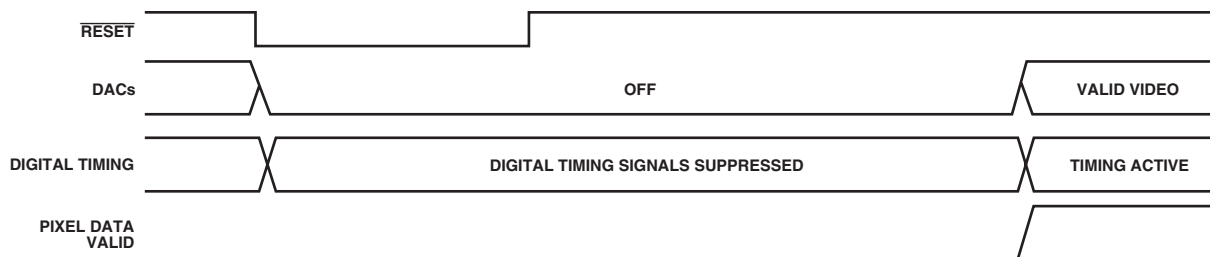 RESET
DACs
OFF
VALID VIDEO
DIGITAL TIMING
DIGITAL TIMING SIGNALS SUPPRESSED
TIMING ACTIVE
PIXEL DATA
VALID